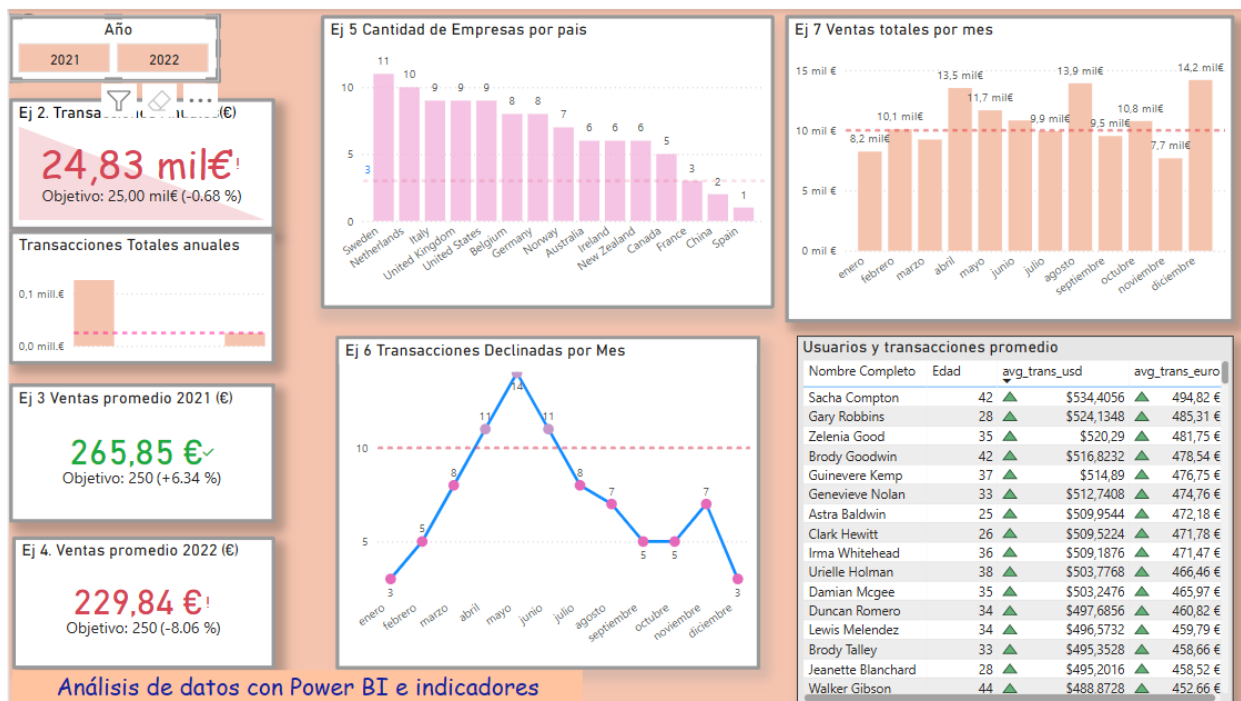 Año
2021 2022
Ej 2. Transacciones Anuales(€)
24,83 mil€!
Objetivo: 25,00 mil€ (-0.68 %)
Transacciones Totales anuales
0,1 mill.€
0,0 mill.€
Ej 3 Ventas promedio 2021 (€)
265,85 €
Objetivo: 250 (+6.34 %)
Ej 4. Ventas promedio 2022 (€)
229,84 €!
Objetivo: 250 (-8.06 %)
Análisis de datos con Power BI e indicadores
Ej 5 Cantidad de Empresas por pais
10
5
0
3
11 10 9 9 9 8 8 7 6 6 6 5 3 2 1
Sweden
Netherlands
Italy
United Kingdom
United States
Belgium
Germany
Norway
Australia
Ireland
New Zealand
Canada
France
China
Spain
Ej 6 Transacciones Declinadas por Mes
10
5
3 5 8 11 14 11 8 7 5 5 7 3
enero
febrero
marzo
abril
mayo
junio
julio
agosto
septiembre
octubre
noviembre
diciembre
Ej 7 Ventas totales por mes
15 mil €
10 mil €
5 mil €
0 mil €
8,2 mil€
10,1 mil€
13,5 mil€
11,7 mil€
9,9 mil€
13,9 mil€
9,5 mil€
10,8 mil€
7,7 mil€
14,2 mil€
enero
febrero
marzo
abril
mayo
junio
julio
agosto
septiembre
octubre
noviembre
diciembre
Usuarios y transacciones promedio
Nombre Completo Edad avg_trans_usd avg_trans_euro
Sacha Compton 42 $534,4056 494,82 €
Gary Robbins 28 $524,1348 485,31 €
Zelenia Good 35 $520,29 481,75 €
Brody Goodwin 42 $516,8232 478,54 €
Guinevere Kemp 37 $514,89 476,75 €
Genevieve Nolan 33 $512,7408 474,76 €
Astra Baldwin 25 $509,9544 472,18 €
Clark Hewitt 26 $509,5224 471,78 €
Irma Whitehead 36 $509,1876 471,47 €
Urielle Holman 38 $503,7768 466,46 €
Damian Mcgee 35 $503,2476 465,97 €
Duncan Romero 34 $497,6856 460,82 €
Lewis Melendez 34 $496,5732 459,79 €
Brody Talley 33 $495,3528 458,66 €
Jeanette Blanchard 28 $495,2016 458,52 €
Walker Gibson 44 $488,8728 452,66 €